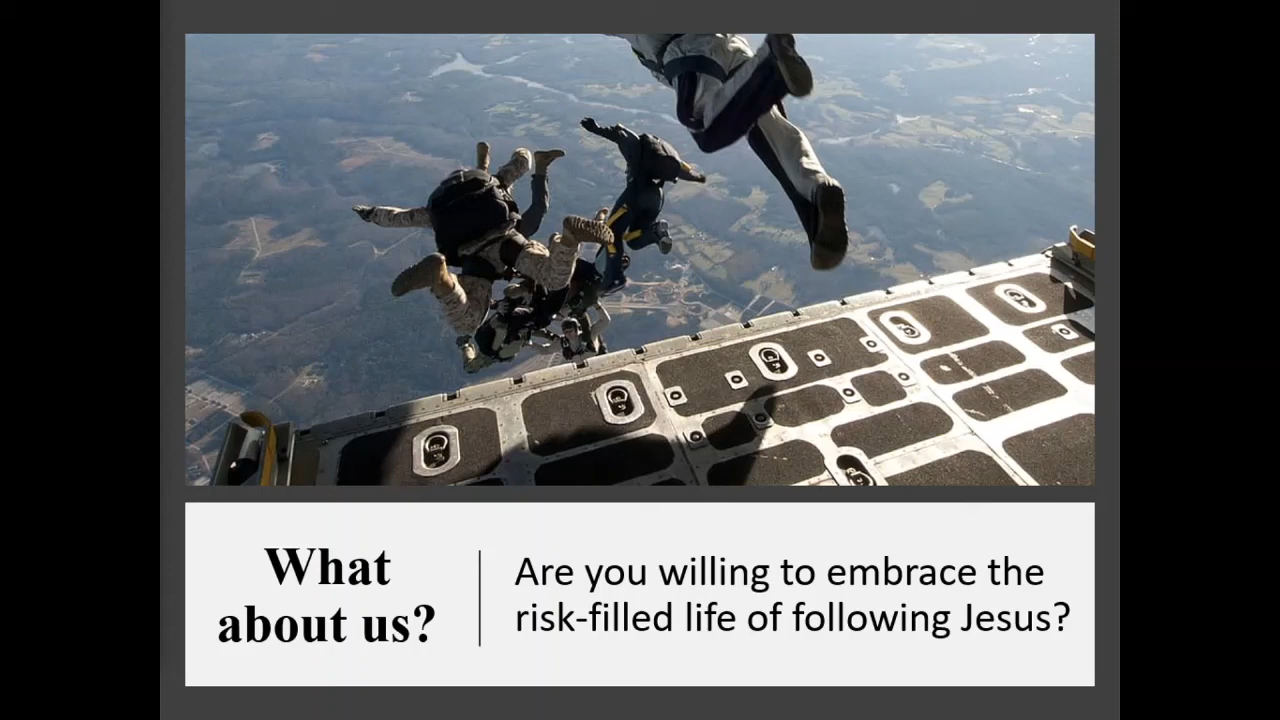 What
about us?
Are you willing to embrace the
risk-filled life of following Jesus?